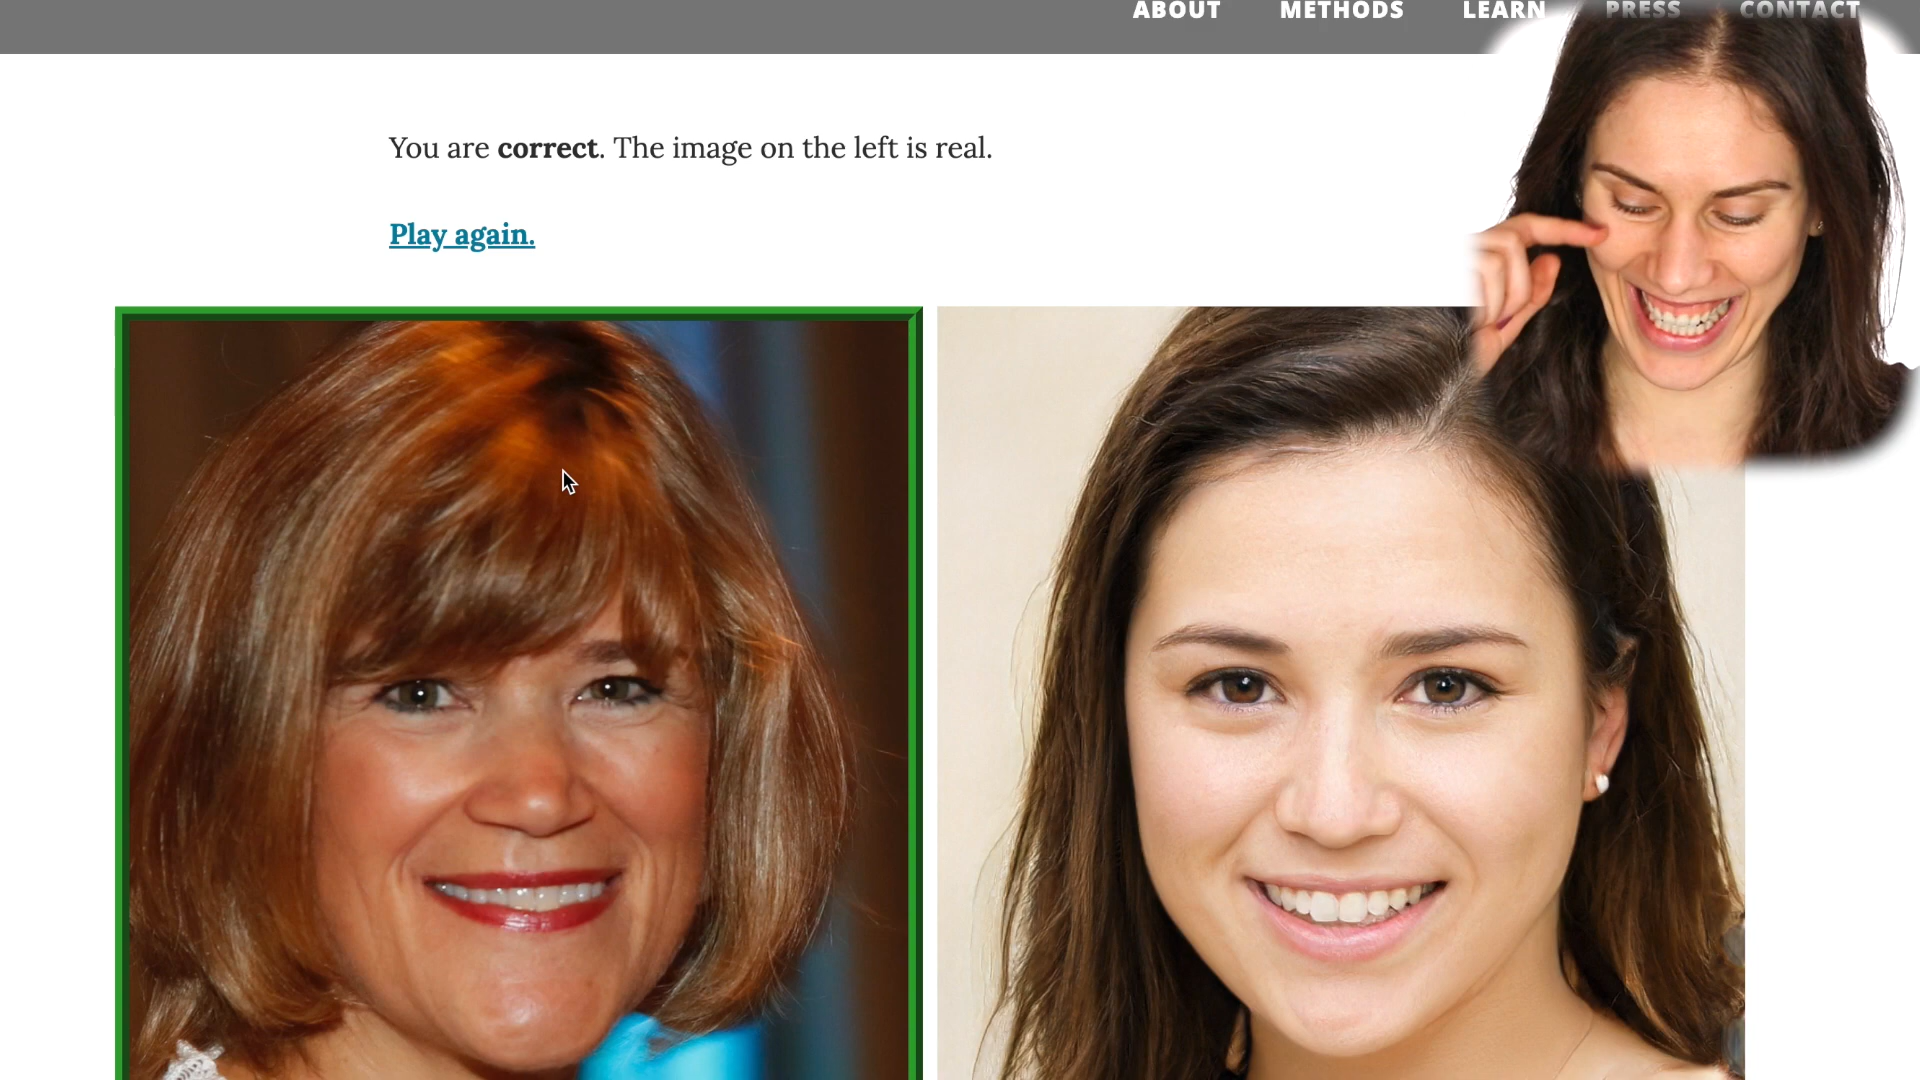 ABOUT METHODS LEARN PRESS CONTACT
You are correct. The image on the left is real.
Play again.